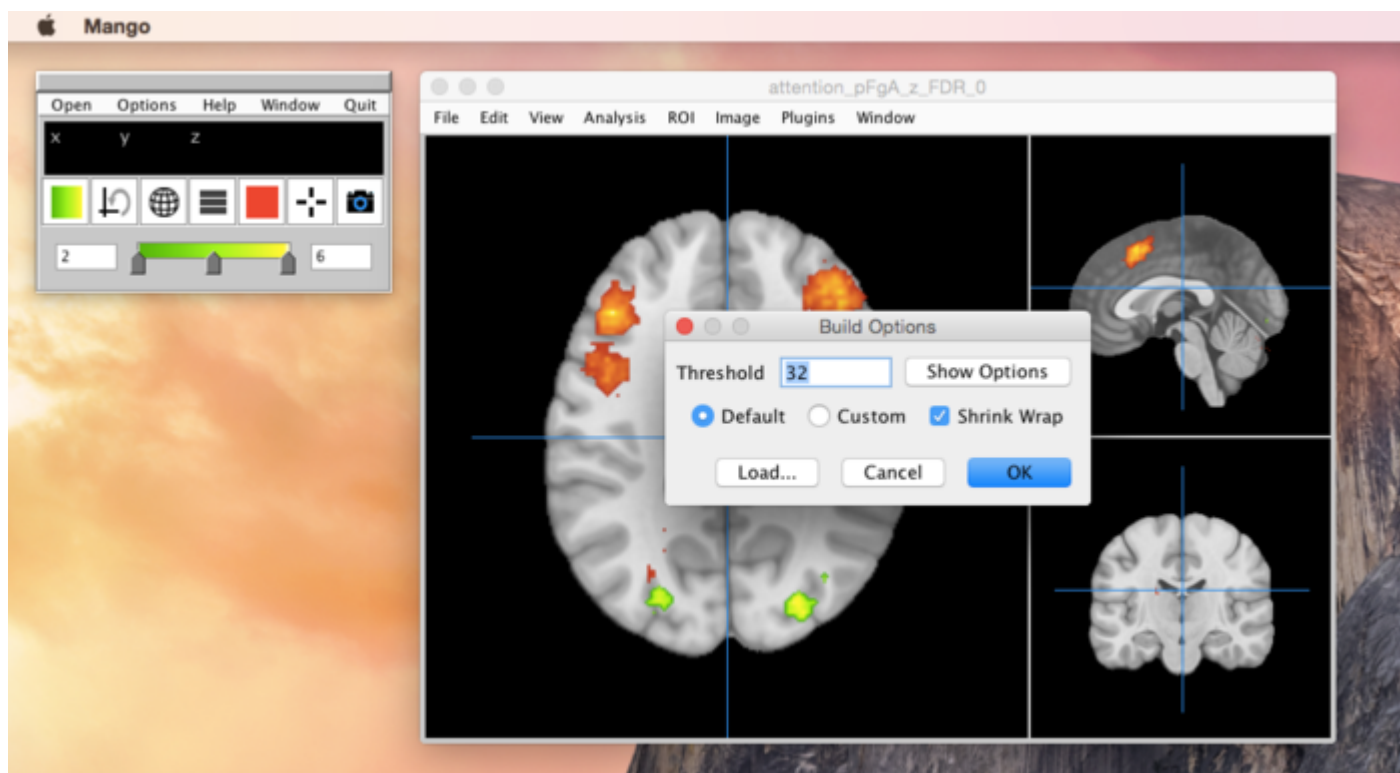 Mango
Open Options Help Window Quit
x y z
2 6
attention_pFgA_z_FDR_0
File Edit View Analysis ROI Image Plugins Window
Build Options
Threshold 32 Show Options
Default Custom Shrink Wrap
Load... Cancel OK